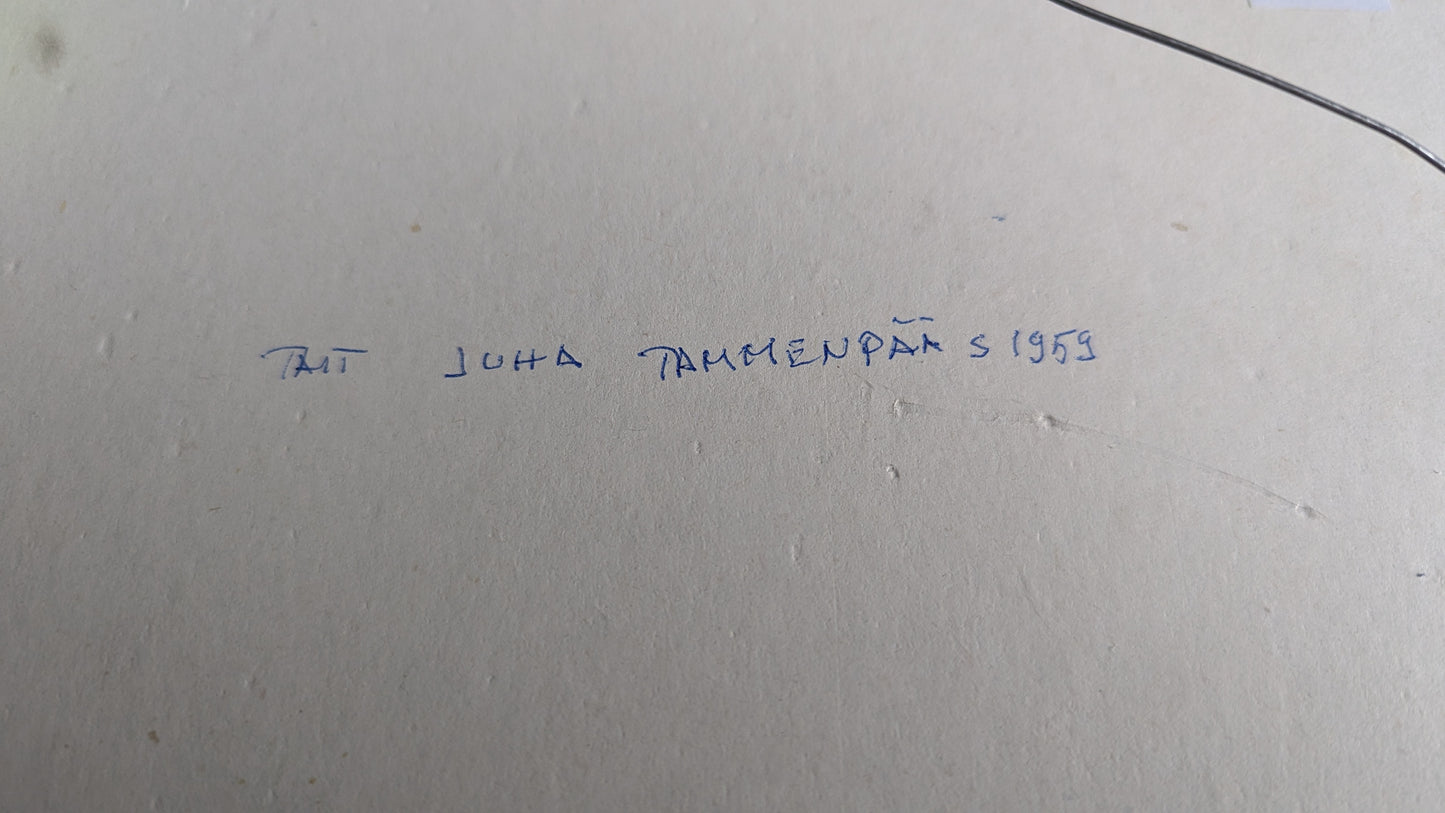 TAIT JUHA TAMMENPÄÄ S 1959